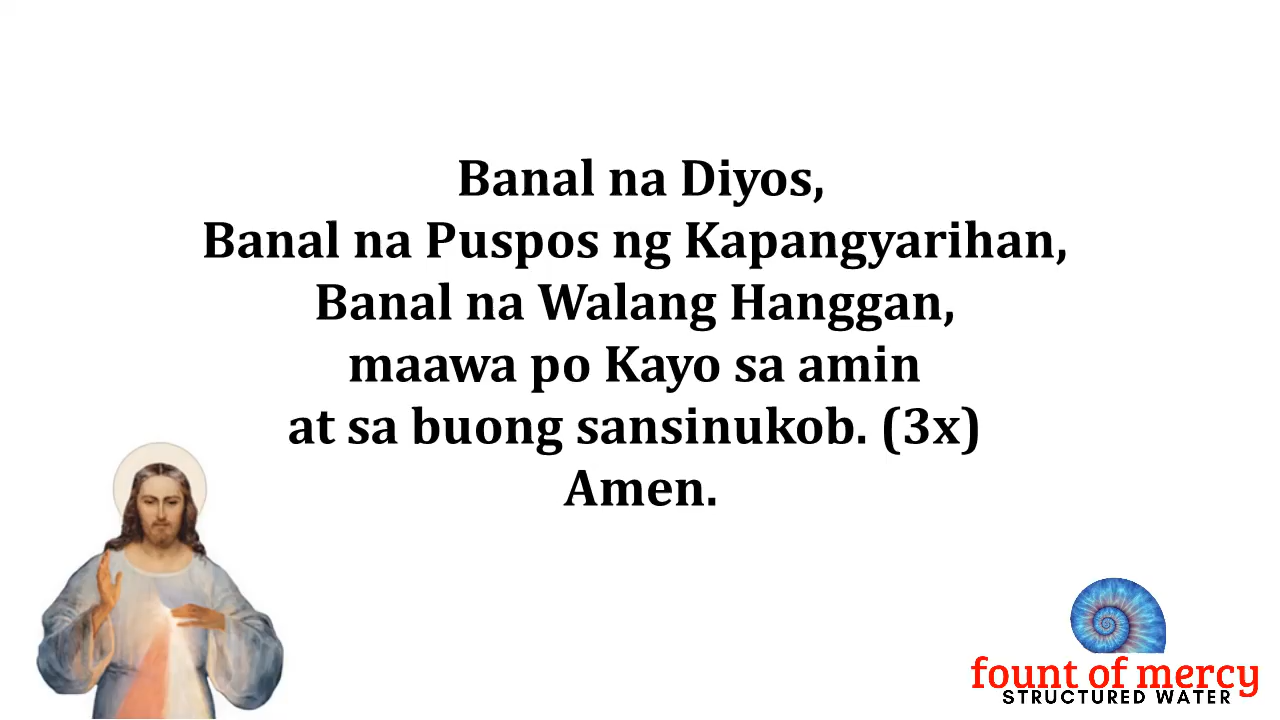 Banal na Diyos,
Banal na Puspos ng Kapangyarihan,
Banal na Walang Hanggan,
maawa po Kayo sa amin
at sa buong sansinukob. (3x)
Amen.
fount of mercy
STRUCTURED WATER